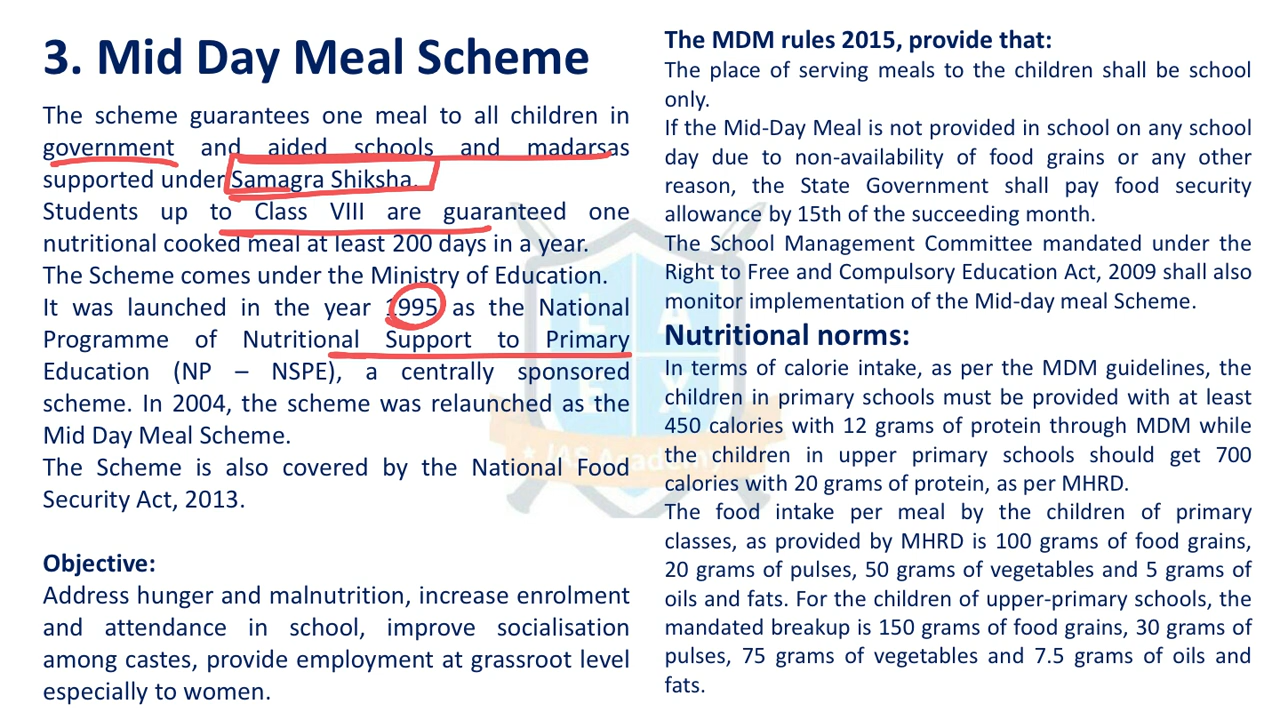 3. Mid Day Meal Scheme
The scheme guarantees one meal to all children in
government and aided schools and madarsas
supported under Samagra Shiksha.
Students up to Class VIII are guaranteed one
nutritional cooked meal at least 200 days in a year.
The Scheme comes under the Ministry of Education.
It was launched in the year 1995 as the National
Programme of Nutritional Support to Primary
Education (NP – NSPE), a centrally sponsored
scheme. In 2004, the scheme was relaunched as the
Mid Day Meal Scheme.
The Scheme is also covered by the National Food
Security Act, 2013.
Objective:
Address hunger and malnutrition, increase enrolment
and attendance in school, improve socialisation
among castes, provide employment at grassroot level
especially to women.
The MDM rules 2015, provide that:
The place of serving meals to the children shall be school
only.
If the Mid-Day Meal is not provided in school on any school
day due to non-availability of food grains or any other
reason, the State Government shall pay food security
allowance by 15th of the succeeding month.
The School Management Committee mandated under the
Right to Free and Compulsory Education Act, 2009 shall also
monitor implementation of the Mid-day meal Scheme.
Nutritional norms:
In terms of calorie intake, as per the MDM guidelines, the
children in primary schools must be provided with at least
450 calories with 12 grams of protein through MDM while
the children in upper primary schools should get 700
calories with 20 grams of protein, as per MHRD.
The food intake per meal by the children of primary
classes, as provided by MHRD is 100 grams of food grains,
20 grams of pulses, 50 grams of vegetables and 5 grams of
oils and fats. For the children of upper-primary schools, the
mandated breakup is 150 grams of food grains, 30 grams of
pulses, 75 grams of vegetables and 7.5 grams of oils and
fats.
L A
E X
IAS Academy